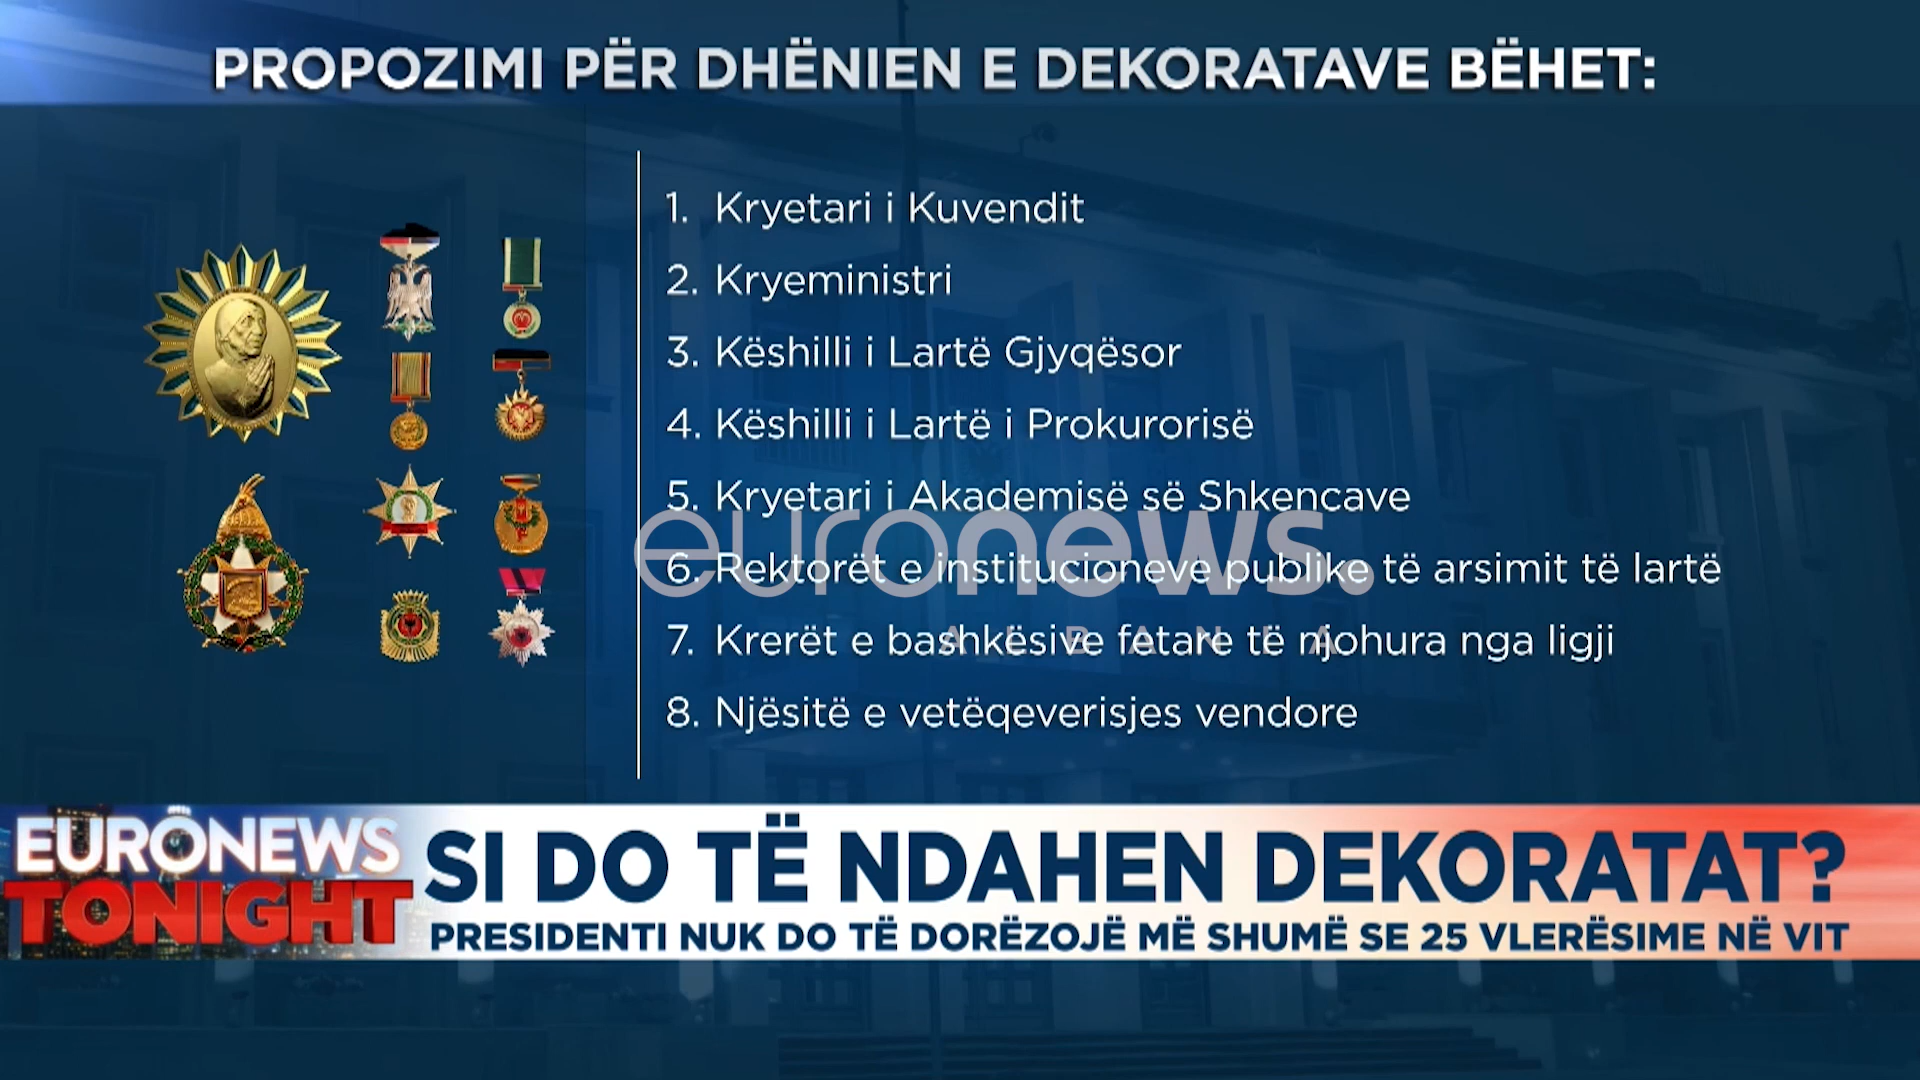 PROPOZIMI PËR DHËNIEN E DEKORATAVE BËHET:
1. Kryetari i Kuvendit
2. Kryeministri
3. Këshilli i Lartë Gjyqësor
4. Këshilli i Lartë i Prokurorisë
5. Kryetari i Akademisë së Shkencave
6. Rektorët e institucioneve publike të arsimit të lartë
7. Krerët e bashkësive fetare të njohura nga ligji
8. Njësitë e vetëqeverisjes vendore
euronews.
ALBANIA
EURONEWS
TONIGHT
SI DO TË NDAHEN DEKORATAT?
PRESIDENTI NUK DO TË DORËZOJË MË SHUMË SE 25 VLERËSIME NË VIT